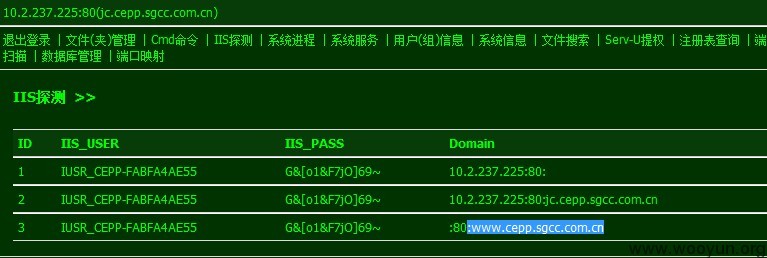 10.2.237.225:80(jc.cepp.sgcc.com.cn)
退出登录 | 文件(夹)管理 | Cmd命令 | IIS探测 | 系统进程 | 系统服务 | 用户(组)信息 | 系统信息 | 文件搜索 | Serv-U提权 | 注册表查询 | 端
扫描 | 数据库管理 | 端口映射
IIS探测 >>
ID IIS_USER IIS_PASS Domain
1 IUSR_CEPP-FABFA4AE55 G&[o1&F7jO]69~ 10.2.237.225:80:
2 IUSR_CEPP-FABFA4AE55 G&[o1&F7jO]69~ 10.2.237.225:80:jc.cepp.sgcc.com.cn
3 IUSR_CEPP-FABFA4AE55 G&[o1&F7jO]69~ :80:www.cepp.sgcc.com.cn
www.wooyun.org